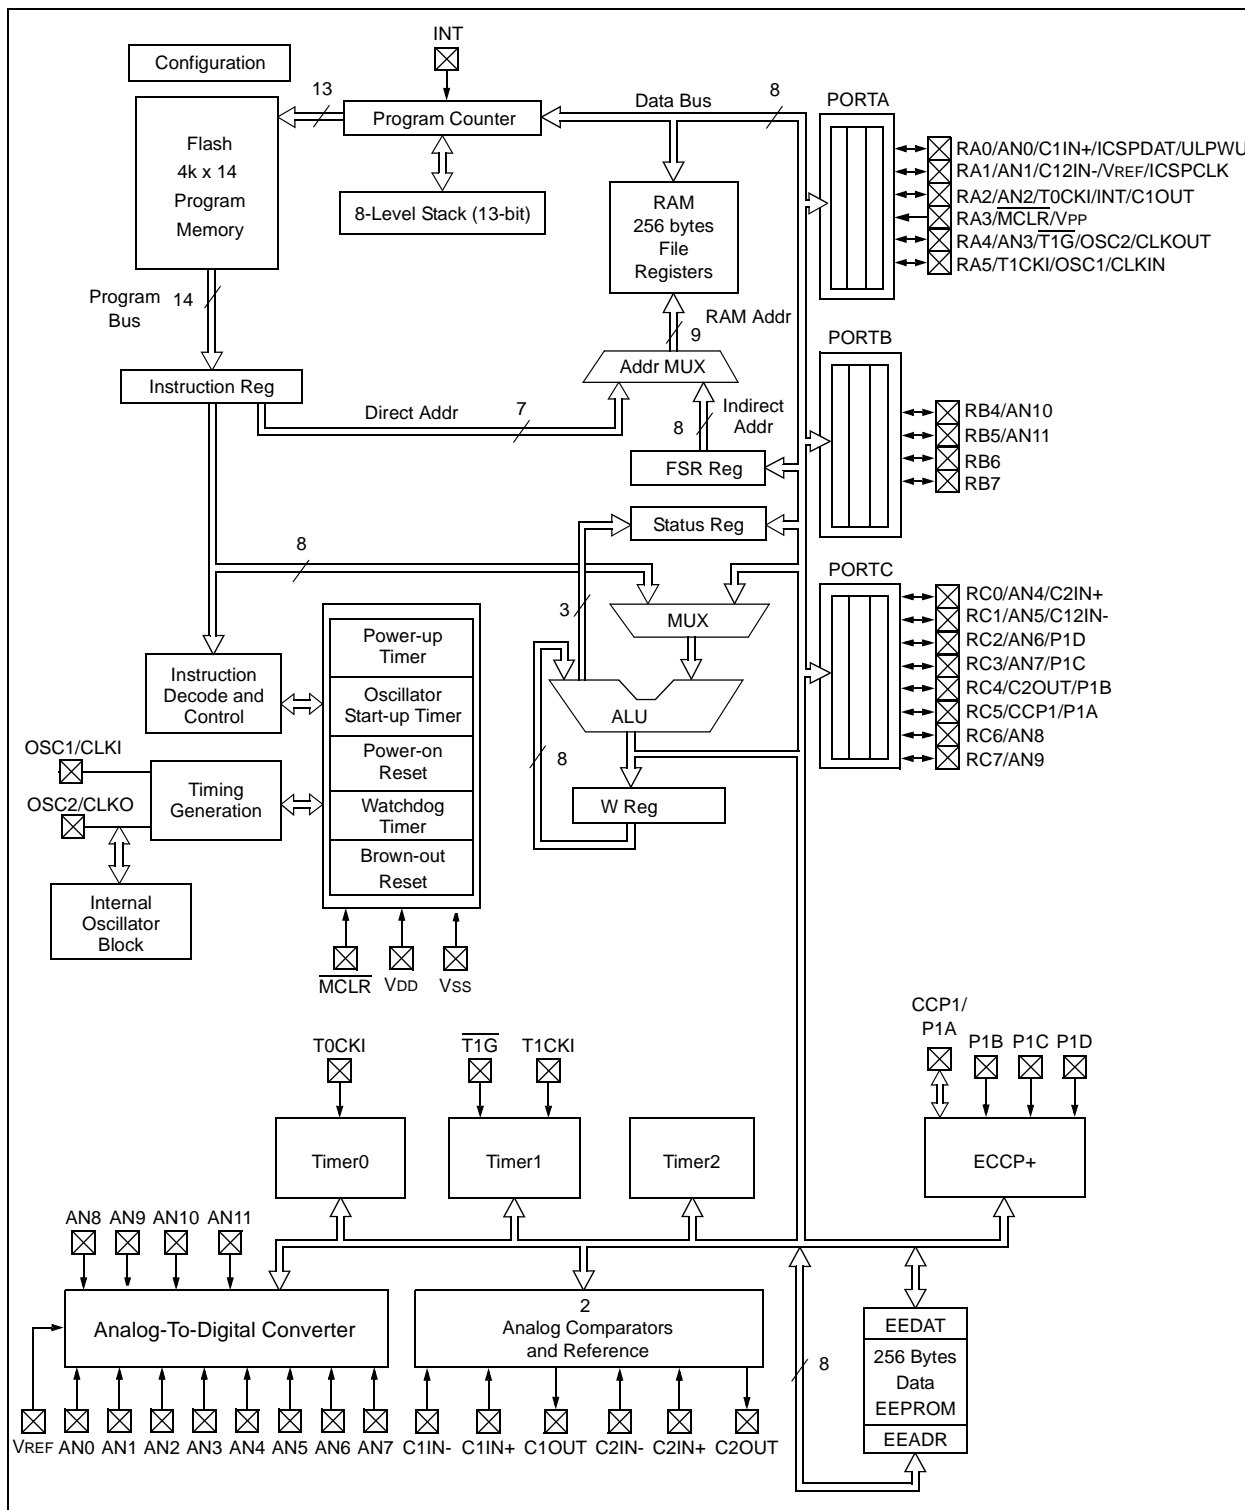 INT
Configuration
13
Data Bus
8
PORTA
Program Counter
Flash
4k x 14
Program
Memory
8-Level Stack (13-bit)
RAM
256 bytes
File
Registers
RA0/AN0/C1IN+/ICSPDAT/ULPWU
RA1/AN1/C12IN-/VREF/ICSPCLK
RA2/AN2/T0CKI/INT/C1OUT
RA3/MCLR/VPP
RA4/AN3/T1G/OSC2/CLKOUT
RA5/T1CKI/OSC1/CLKIN
Program
Bus
14
RAM Addr
9
PORTB
Addr MUX
Instruction Reg
Direct Addr
7
8
Indirect
Addr
FSR Reg
RB4/AN10
RB5/AN11
RB6
RB7
Status Reg
8
3
MUX
PORTC
RC0/AN4/C2IN+
RC1/AN5/C12IN-
RC2/AN6/P1D
RC3/AN7/P1C
RC4/C2OUT/P1B
RC5/CCP1/P1A
RC6/AN8
RC7/AN9
Power-up
Timer
Oscillator
Start-up Timer
Power-on
Reset
Watchdog
Timer
Brown-out
Reset
Instruction
Decode and
Control
ALU
8
W Reg
OSC1/CLKI
OSC2/CLKO
Timing
Generation
Internal
Oscillator
Block
MCLR
VDD
VSS
T0CKI
T1G
T1CKI
CCP1/
P1A
P1B
P1C
P1D
Timer0
Timer1
Timer2
ECCP+
AN8
AN9
AN10
AN11
Analog-To-Digital Converter
2
Analog Comparators
and Reference
8
EEDAT
256 Bytes
Data
EEPROM
EEADR
VREF
AN0
AN1
AN2
AN3
AN4
AN5
AN6
AN7
C1IN-
C1IN+
C1OUT
C2IN-
C2IN+
C2OUT